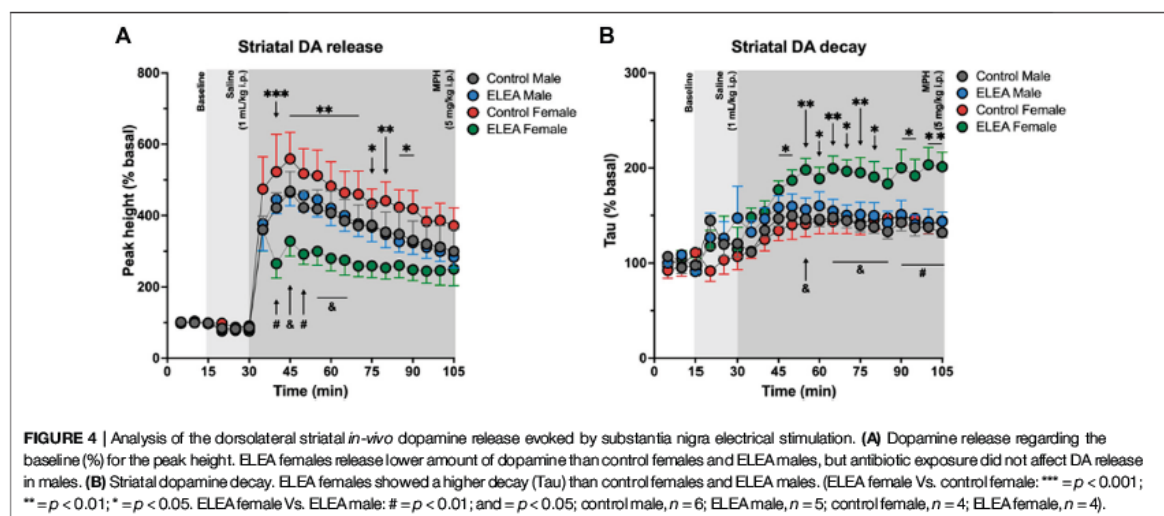 A
Striatal DA release
Baseline
Saline
(1 mL/kg i.p.)
MPH
(5 mg/kg i.p.)
Control Male
ELEA Male
Control Female
ELEA Female
***
**
*
**
*
# & #
&
800
600
400
200
0
Peak height (% basal)
0 15 30 45 60 75 90 105
Time (min)
B
Striatal DA decay
Baseline
Saline
(1 mL/kg i.p.)
MPH
(5 mg/kg i.p.)
Control Male
ELEA Male
Control Female
ELEA Female
*
**
*
**
*
**
*
*
**
&
&
#
300
200
100
0
Tau (% basal)
0 15 30 45 60 75 90 105
Time (min)
FIGURE 4 | Analysis of the dorsolateral striatal in-vivo dopamine release evoked by substantia nigra electrical stimulation. (A) Dopamine release regarding the
baseline (%) for the peak height. ELEA females release lower amount of dopamine than control females and ELEA males, but antibiotic exposure did not affect DA release
in males. (B) Striatal dopamine decay. ELEA females showed a higher decay (Tau) than control females and ELEA males. (ELEA female Vs. control female: *** = p < 0.001;
** = p < 0.01; * = p < 0.05. ELEA female Vs. ELEA male: # = p < 0.01; and = p < 0.05; control male, n = 6; ELEA male, n = 5; control female, n = 4; ELEA female, n = 4).